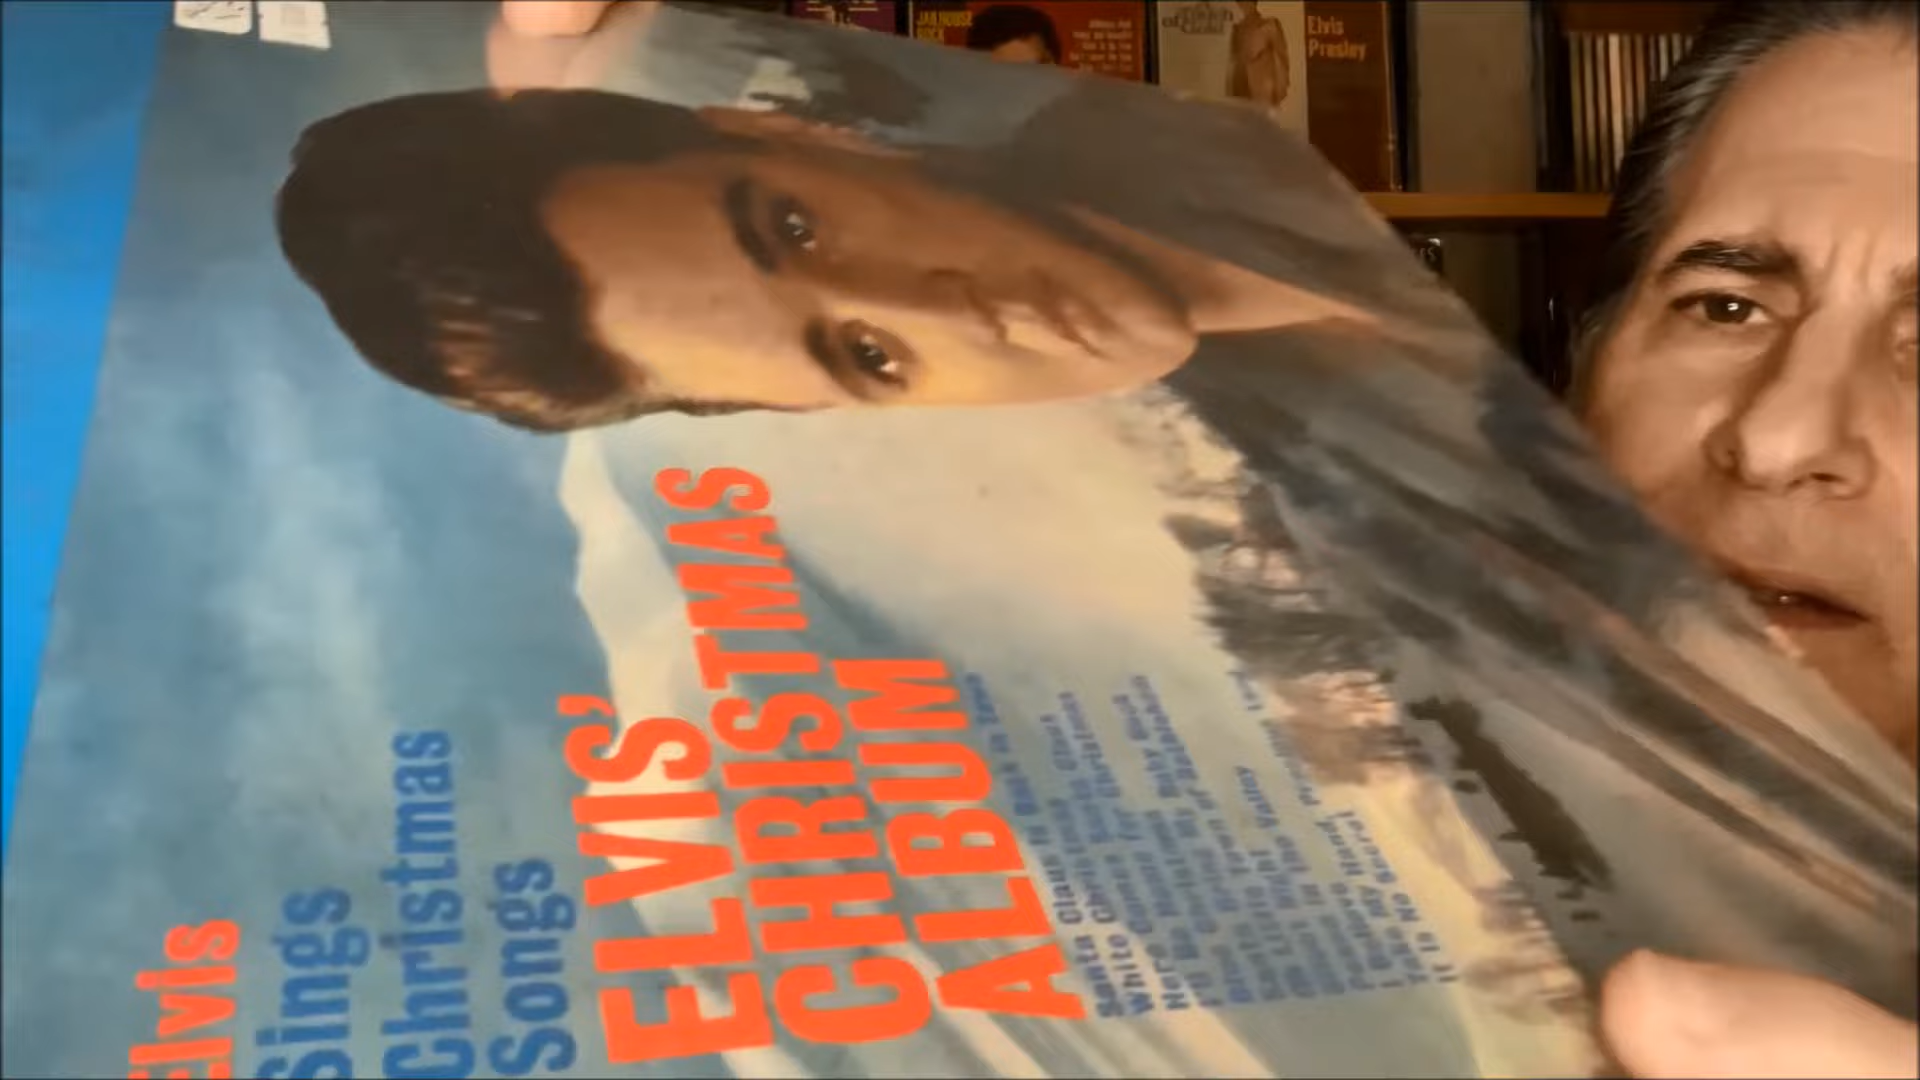 JAILHOUSE
ROCK
Elvis
Presley
Elvis
Sings
Christmas
Songs
ELVIS'
CHRISTMAS
ALBUM
Santa Claus Is Back in Town
White Christmas
Here Comes Santa Claus
I'll Be Home For Christmas
Blue Christmas
Santa Bring My Baby Back
Oh Little Town of Bethlehem
Silent Night
Peace in the Valley
I Believe
Take My Hand, Precious Lord
It Is No Secret